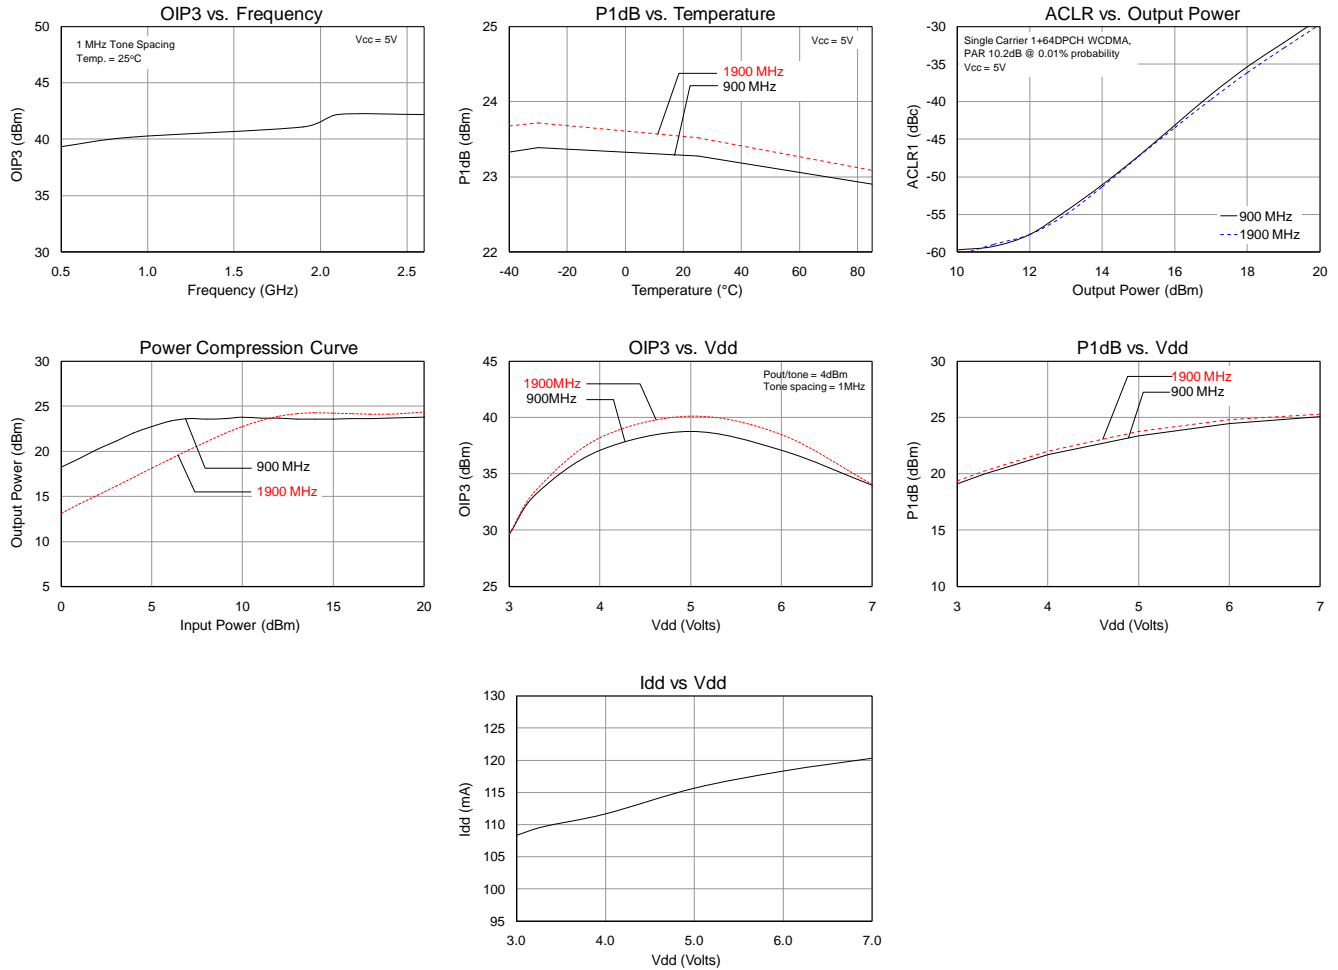 OIP3 vs. Frequency
50
45
40
35
30
OIP3 (dBm)
1 MHz Tone Spacing
Temp. = 25°C
Vcc = 5V
0.5 1.0 1.5 2.0 2.5
Frequency (GHz)
P1dB vs. Temperature
25
24
23
22
P1dB (dBm)
Vcc = 5V
1900 MHz
900 MHz
-40 -20 0 20 40 60 80
Temperature (°C)
ACLR vs. Output Power
-30
-35
-40
-45
-50
-55
-60
ACLR1 (dBc)
Single Carrier 1+64DPCH WCDMA,
PAR 10.2dB @ 0.01% probability
Vcc = 5V
900 MHz
1900 MHz
10 12 14 16 18 20
Output Power (dBm)
Power Compression Curve
30
25
20
15
10
5
Output Power (dBm)
900 MHz
1900 MHz
0 5 10 15 20
Input Power (dBm)
OIP3 vs. Vdd
45
40
35
30
25
OIP3 (dBm)
Pout/tone = 4dBm
Tone spacing = 1MHz
1900MHz
900MHz
3 4 5 6 7
Vdd (Volts)
P1dB vs. Vdd
30
25
20
15
10
P1dB (dBm)
1900 MHz
900 MHz
3 4 5 6 7
Vdd (Volts)
Idd vs Vdd
130
125
120
115
110
105
100
95
Idd (mA)
3.0 4.0 5.0 6.0 7.0
Vdd (Volts)